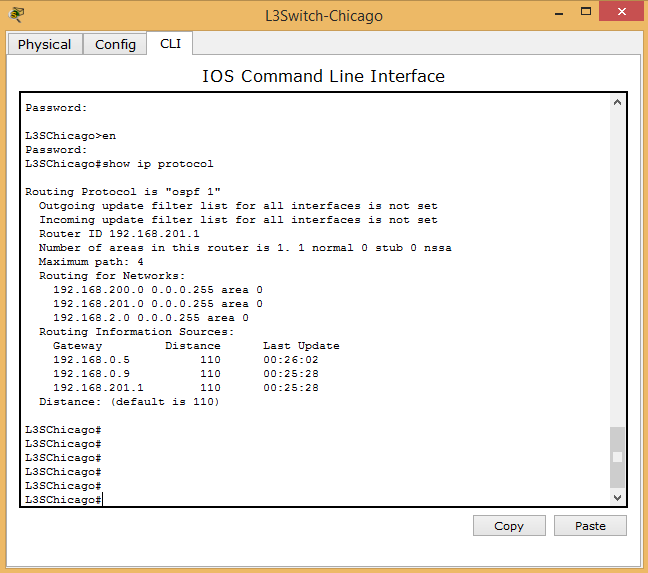 L3Switch-Chicago
Physical Config CLI
IOS Command Line Interface
Password:
L3SChicago>en
Password:
L3SChicago#show ip protocol
Routing Protocol is "ospf 1"
Outgoing update filter list for all interfaces is not set
Incoming update filter list for all interfaces is not set
Router ID 192.168.201.1
Number of areas in this router is 1. 1 normal 0 stub 0 nssa
Maximum path: 4
Routing for Networks:
192.168.200.0 0.0.0.255 area 0
192.168.201.0 0.0.0.255 area 0
192.168.2.0 0.0.0.255 area 0
Routing Information Sources:
Gateway Distance Last Update
192.168.0.5 110 00:26:02
192.168.0.9 110 00:25:28
192.168.201.1 110 00:25:28
Distance: (default is 110)
L3SChicago#
L3SChicago#
L3SChicago#
L3SChicago#
L3SChicago#
L3SChicago#
Copy Paste